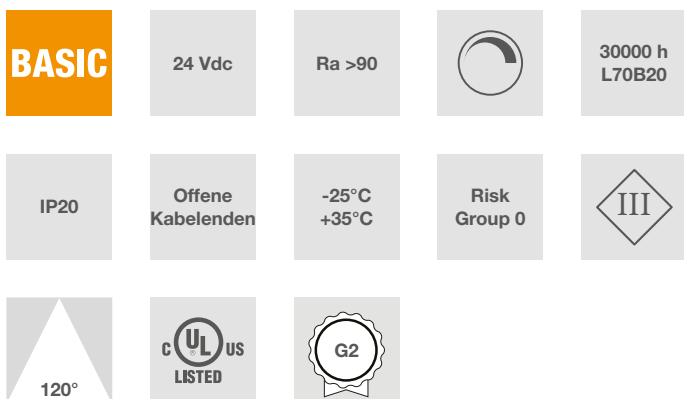 BASIC
24 Vdc
Ra >90
30000 h
L70B20
IP20
Offene
Kabelenden
-25°C
+35°C
Risk
Group 0
III
120°
C UL US
®
LISTED
G2